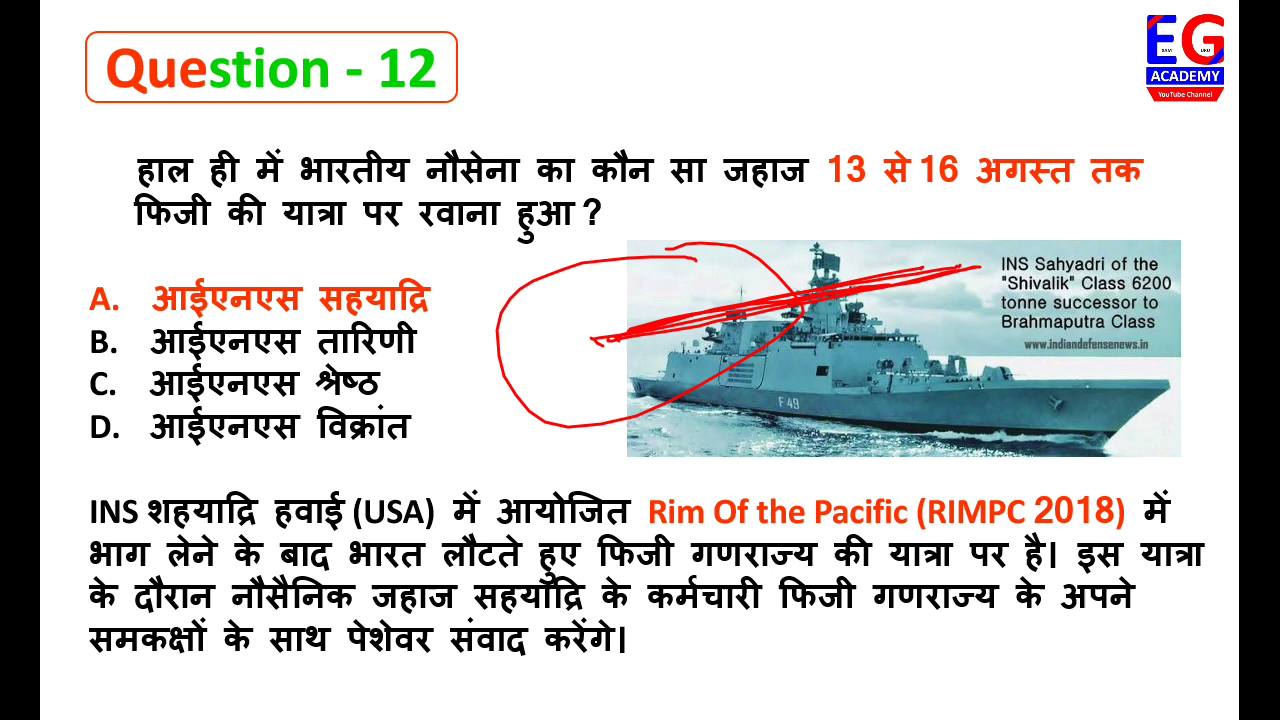 Question - 12
EG
EXAM GURU
ACADEMY
YouTube Channel
हाल ही में भारतीय नौसेना का कौन सा जहाज 13 से 16 अगस्त तक
फिजी की यात्रा पर रवाना हुआ ?
A. आईएनएस सहयाद्रि
B. आईएनएस तारिणी
C. आईएनएस श्रेष्ठ
D. आईएनएस विक्रांत
INS Sahyadri of the
"Shivalik" Class 6200
tonne successor to
Brahmaputra Class
www.indiandefensenews.in
F 49
INS शहयाद्रि हवाई (USA) में आयोजित Rim Of the Pacific (RIMPC 2018) में
भाग लेने के बाद भारत लौटते हुए फिजी गणराज्य की यात्रा पर है। इस यात्रा
के दौरान नौसैनिक जहाज सहयाद्रि के कर्मचारी फिजी गणराज्य के अपने
समकक्षों के साथ पेशेवर संवाद करेंगे।